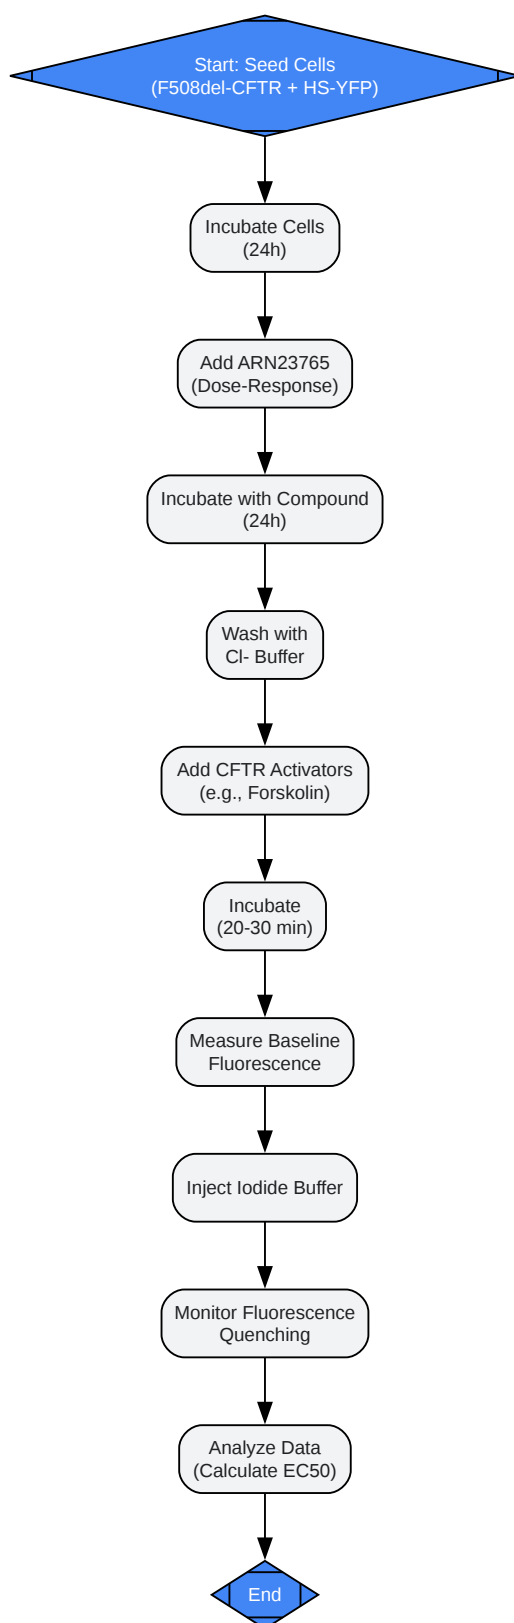 Start: Seed Cells
(F508del-CFTR + HS-YFP)
Incubate Cells
(24h)
Add ARN23765
(Dose-Response)
Incubate with Compound
(24h)
Wash with
Cl- Buffer
Add CFTR Activators
(e.g., Forskolin)
Incubate
(20-30 min)
Measure Baseline
Fluorescence
Inject Iodide Buffer
Monitor Fluorescence
Quenching
Analyze Data
(Calculate EC50)
End